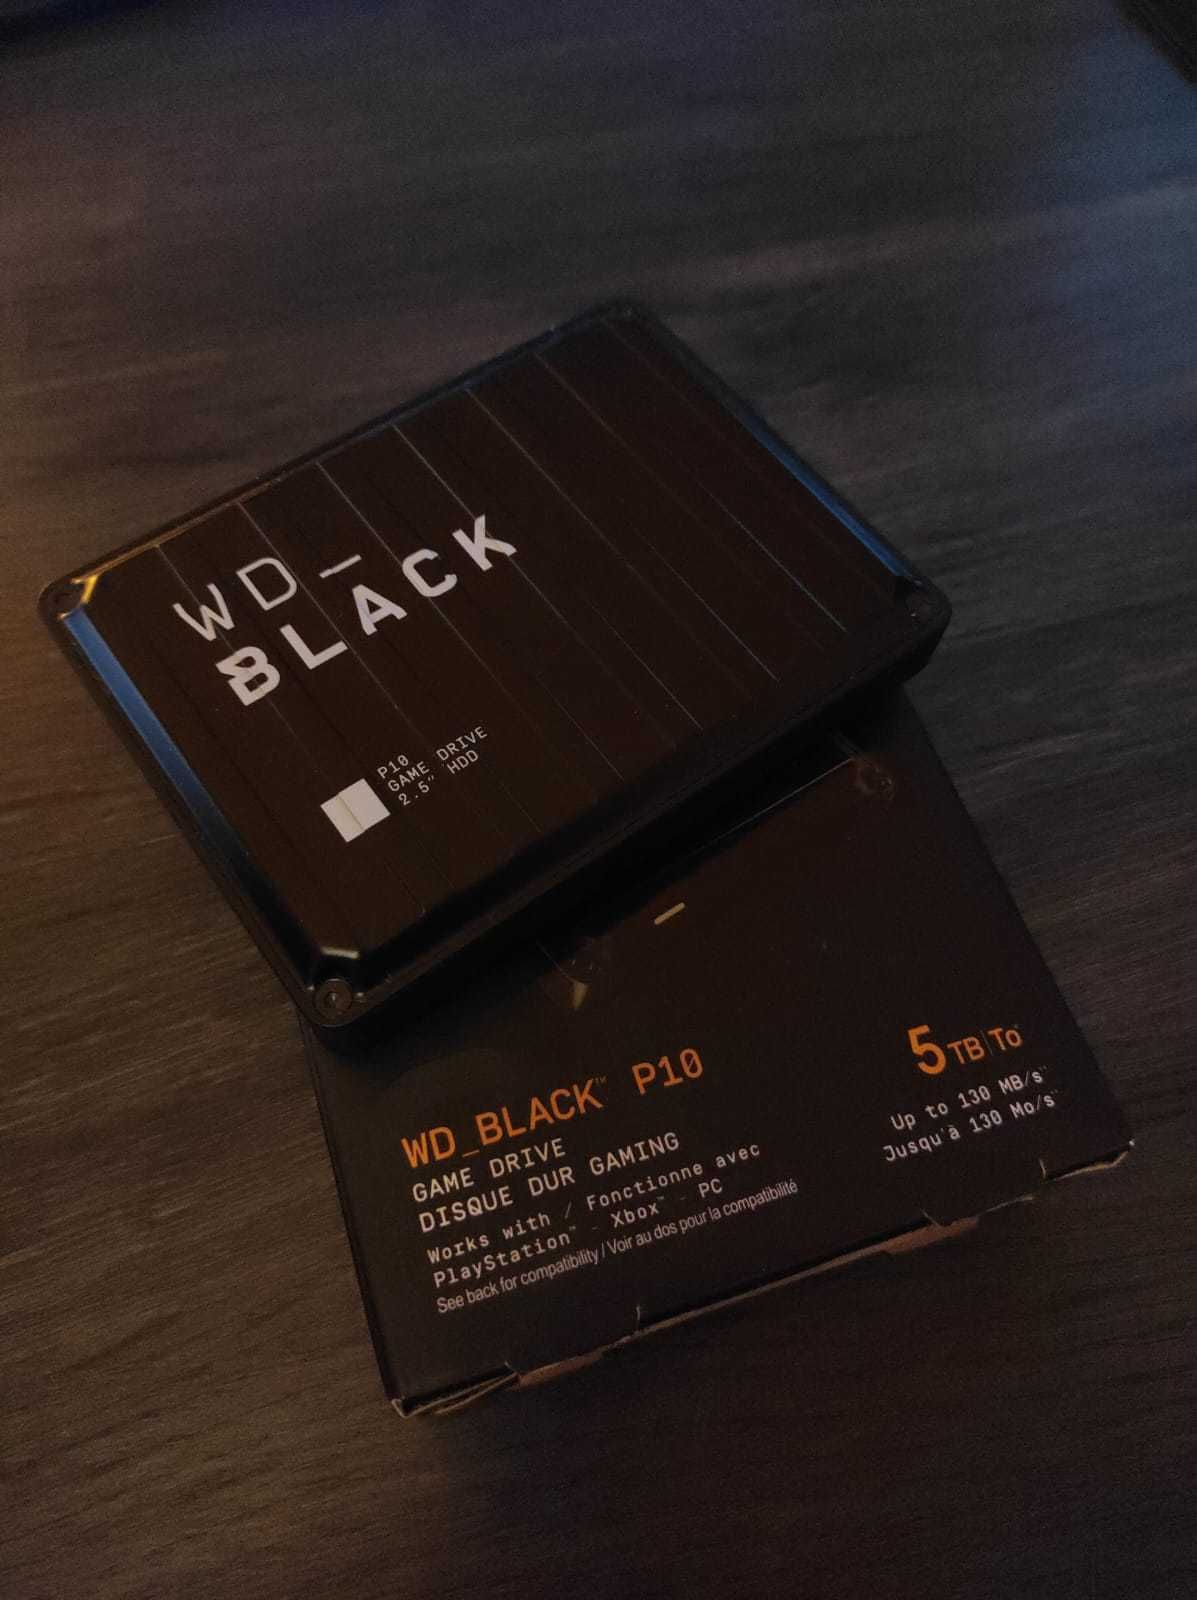 WD_
BLACK
P10
GAME DRIVE
2.5" HDD
WD_BLACK™ P10
GAME DRIVE
DISQUE DUR GAMING
Works with / Fonctionne avec
PlayStation™ - Xbox™ - PC
See back for compatibility / Voir au dos pour la compatibilité
5 TB|To
Up to 130 MB/s
Jusqu'à 130 Mo/s